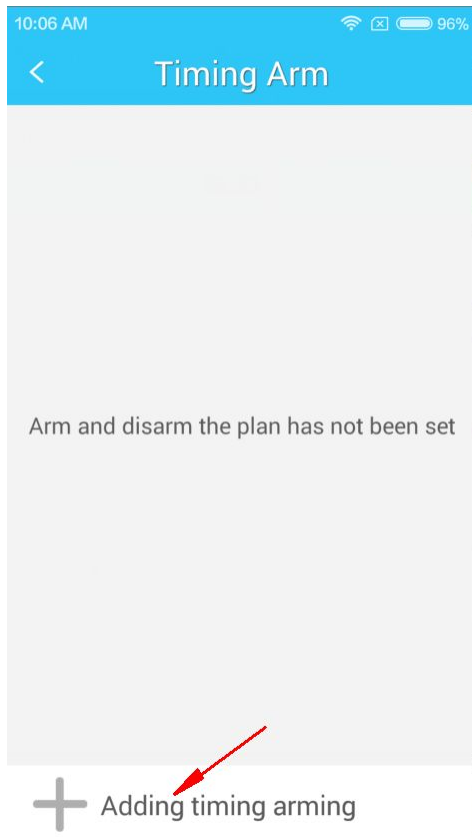 10:06 AM 96%
Timing Arm
Arm and disarm the plan has not been set
Adding timing arming